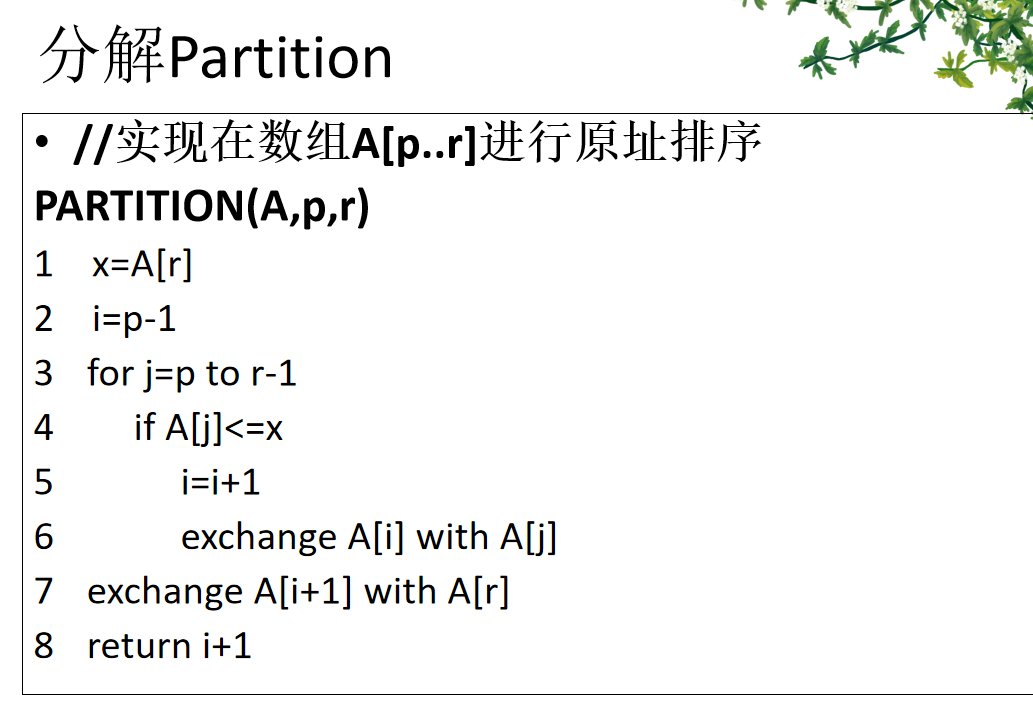 分解Partition
• //实现在数组A[p..r]进行原址排序
PARTITION(A,p,r)
1 x=A[r]
2 i=p-1
3 for j=p to r-1
4 if A[j]<=x
5 i=i+1
6 exchange A[i] with A[j]
7 exchange A[i+1] with A[r]
8 return i+1